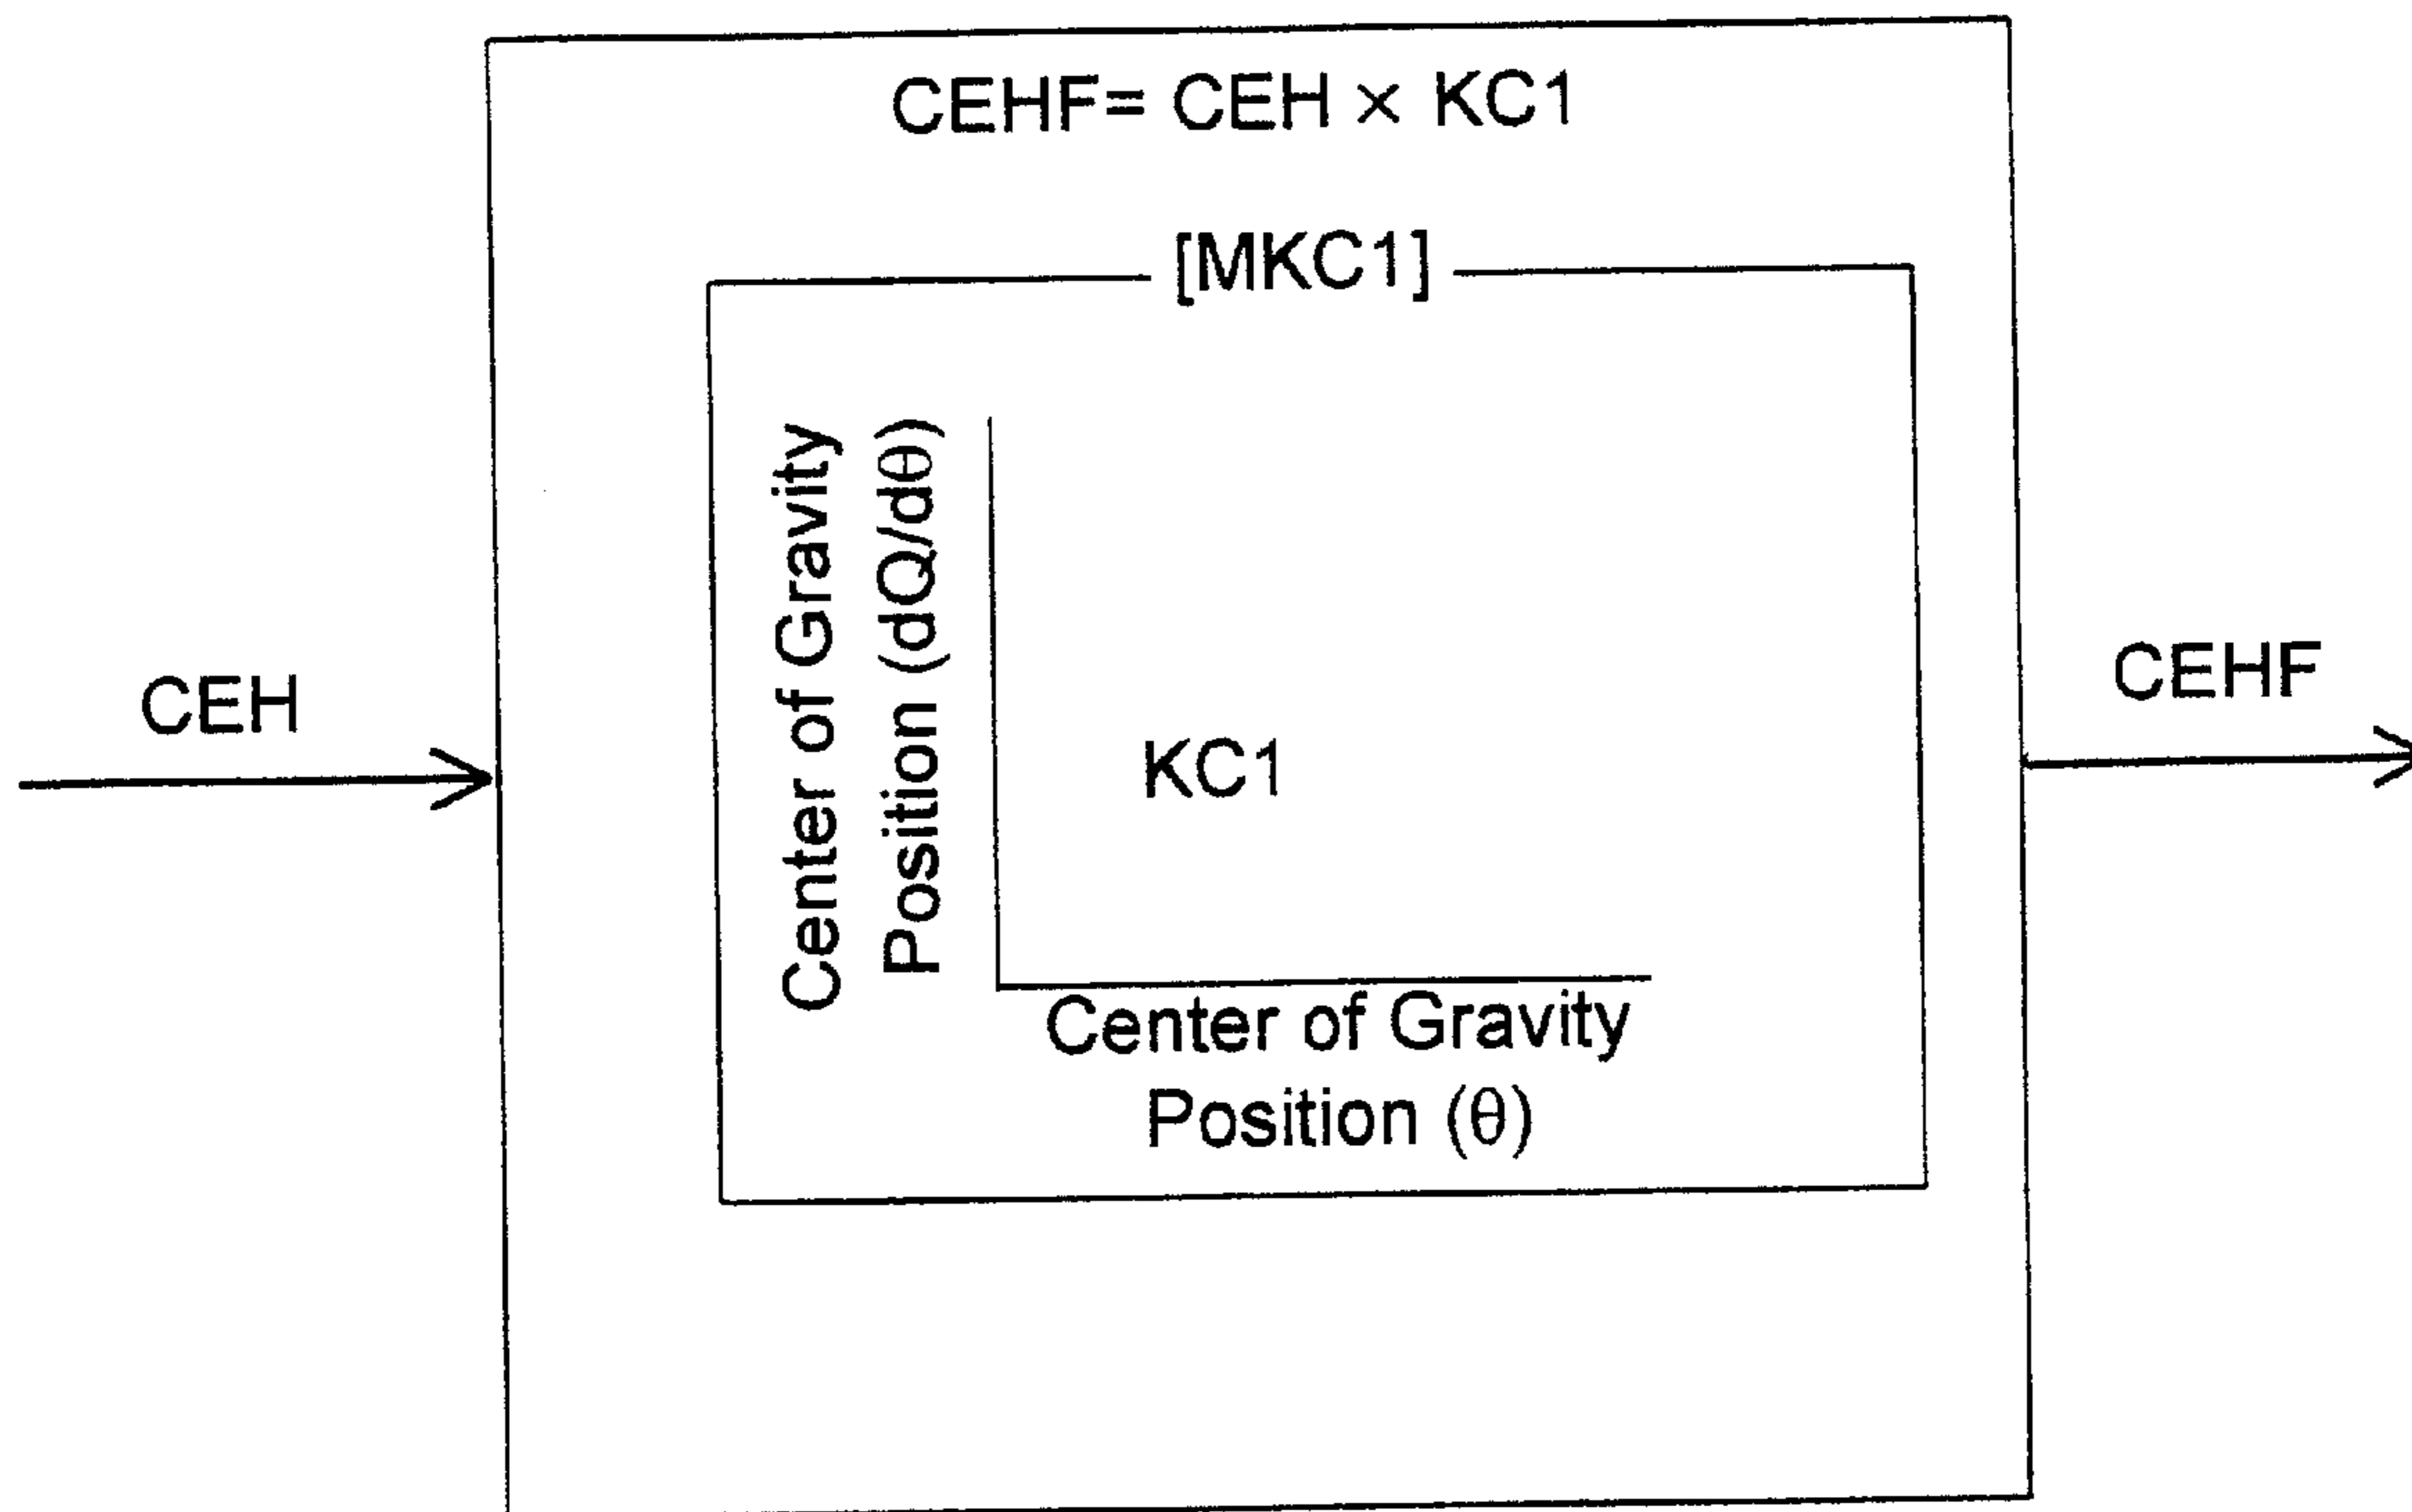 CEHF= CEH × KC1
[MKC1]
Center of Gravity
Position (dQ/dθ)
CEH
KC1
CEHF
Center of Gravity
Position (θ)